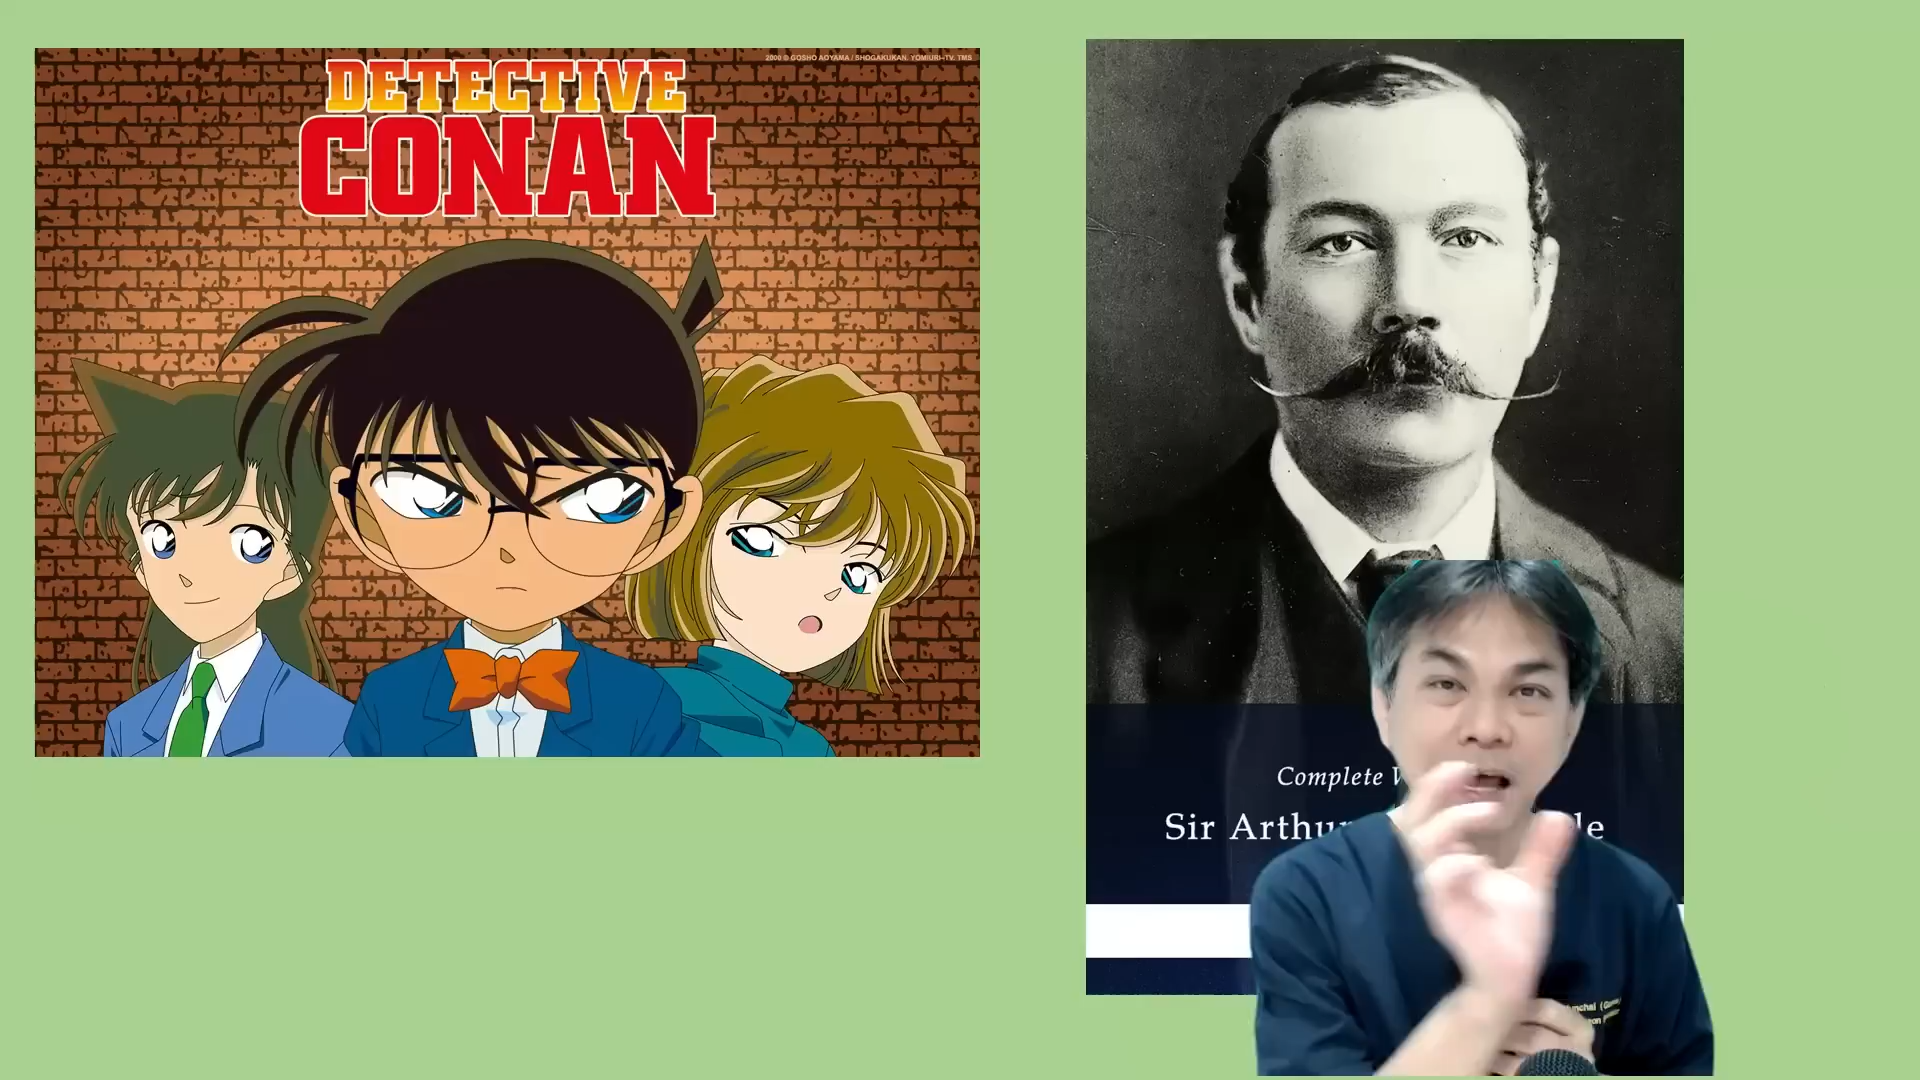 2000 © GOSHO AOYAMA / SHOGAKUKAN. YOMIURI-TV. TMS
DETECTIVE
CONAN
Complete
Sir Arthur